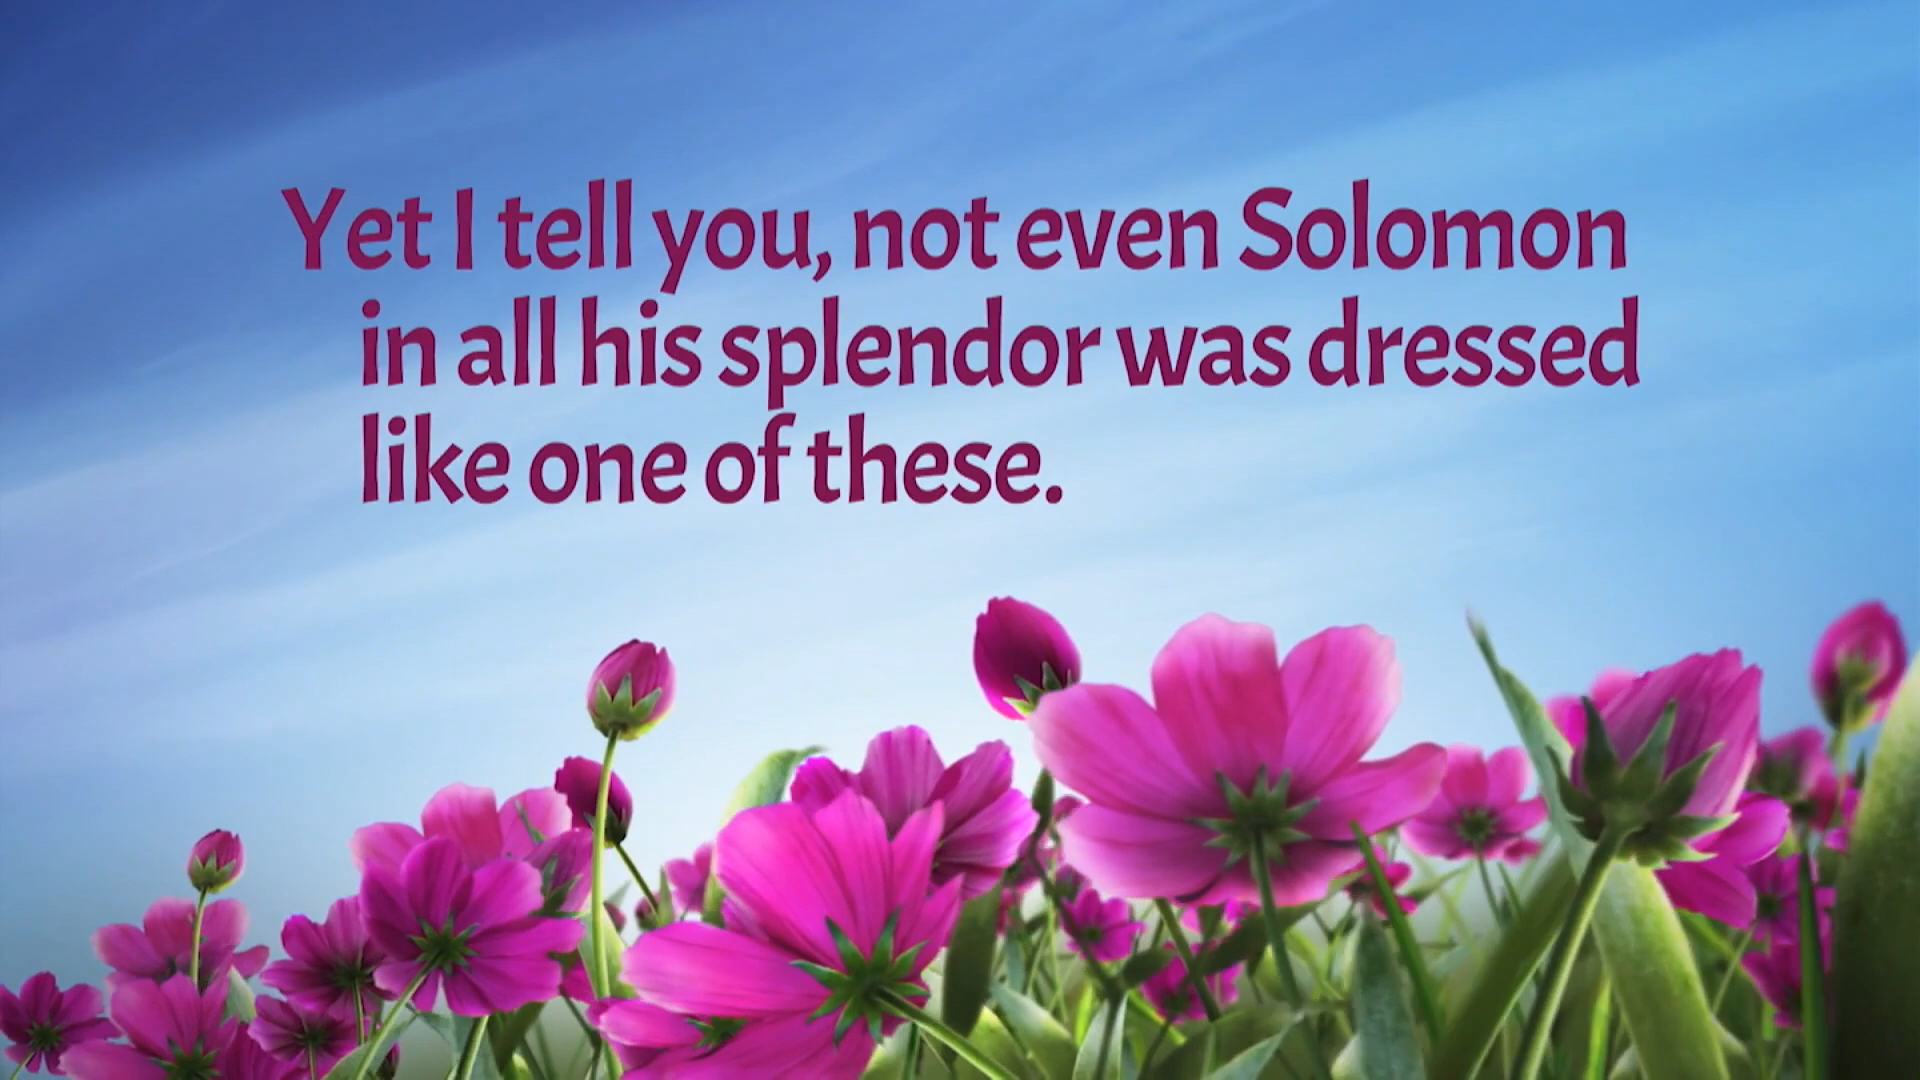 Yet I tell you, not even Solomon
in all his splendor was dressed
like one of these.